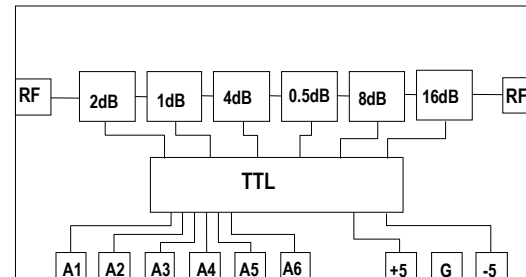 RF 2dB 1dB 4dB 0.5dB 8dB 16dB RF
TTL
A1 A2 A3 A4 A5 A6 +5 G -5